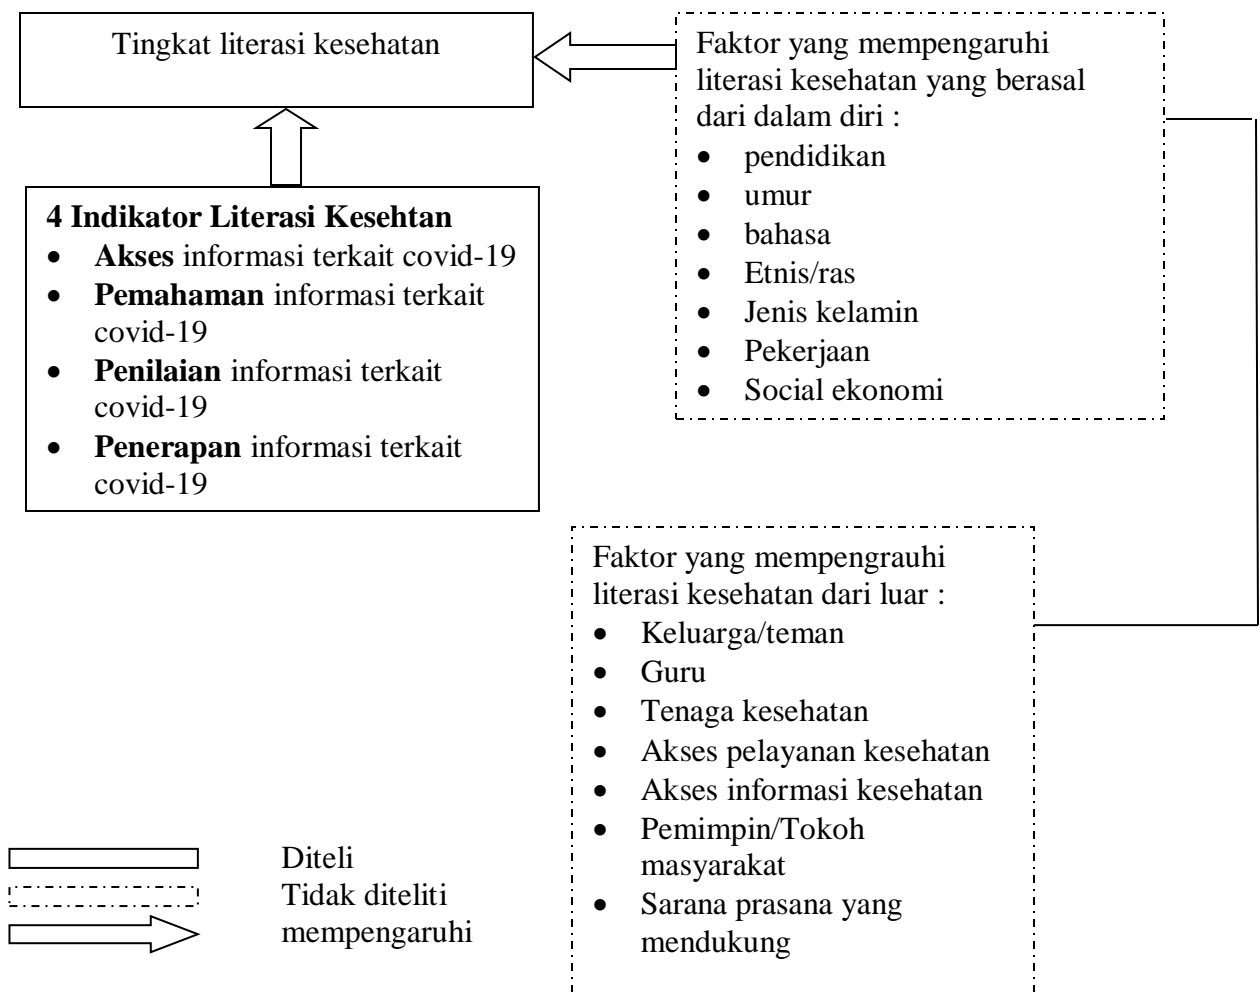 Tingkat literasi kesehatan
Faktor yang mempengaruhi
literasi kesehatan yang berasal
dari dalam diri :
• pendidikan
• umur
• bahasa
• Etnis/ras
• Jenis kelamin
• Pekerjaan
• Social ekonomi
4 Indikator Literasi Kesehtan
• Akses informasi terkait covid-19
• Pemahaman informasi terkait
covid-19
• Penilaian informasi terkait
covid-19
• Penerapan informasi terkait
covid-19
Faktor yang mempengrauhi
literasi kesehatan dari luar :
• Keluarga/teman
• Guru
• Tenaga kesehatan
• Akses pelayanan kesehatan
• Akses informasi kesehatan
• Pemimpin/Tokoh
masyarakat
• Sarana prasana yang
mendukung
Diteli
Tidak diteliti
mempengaruhi